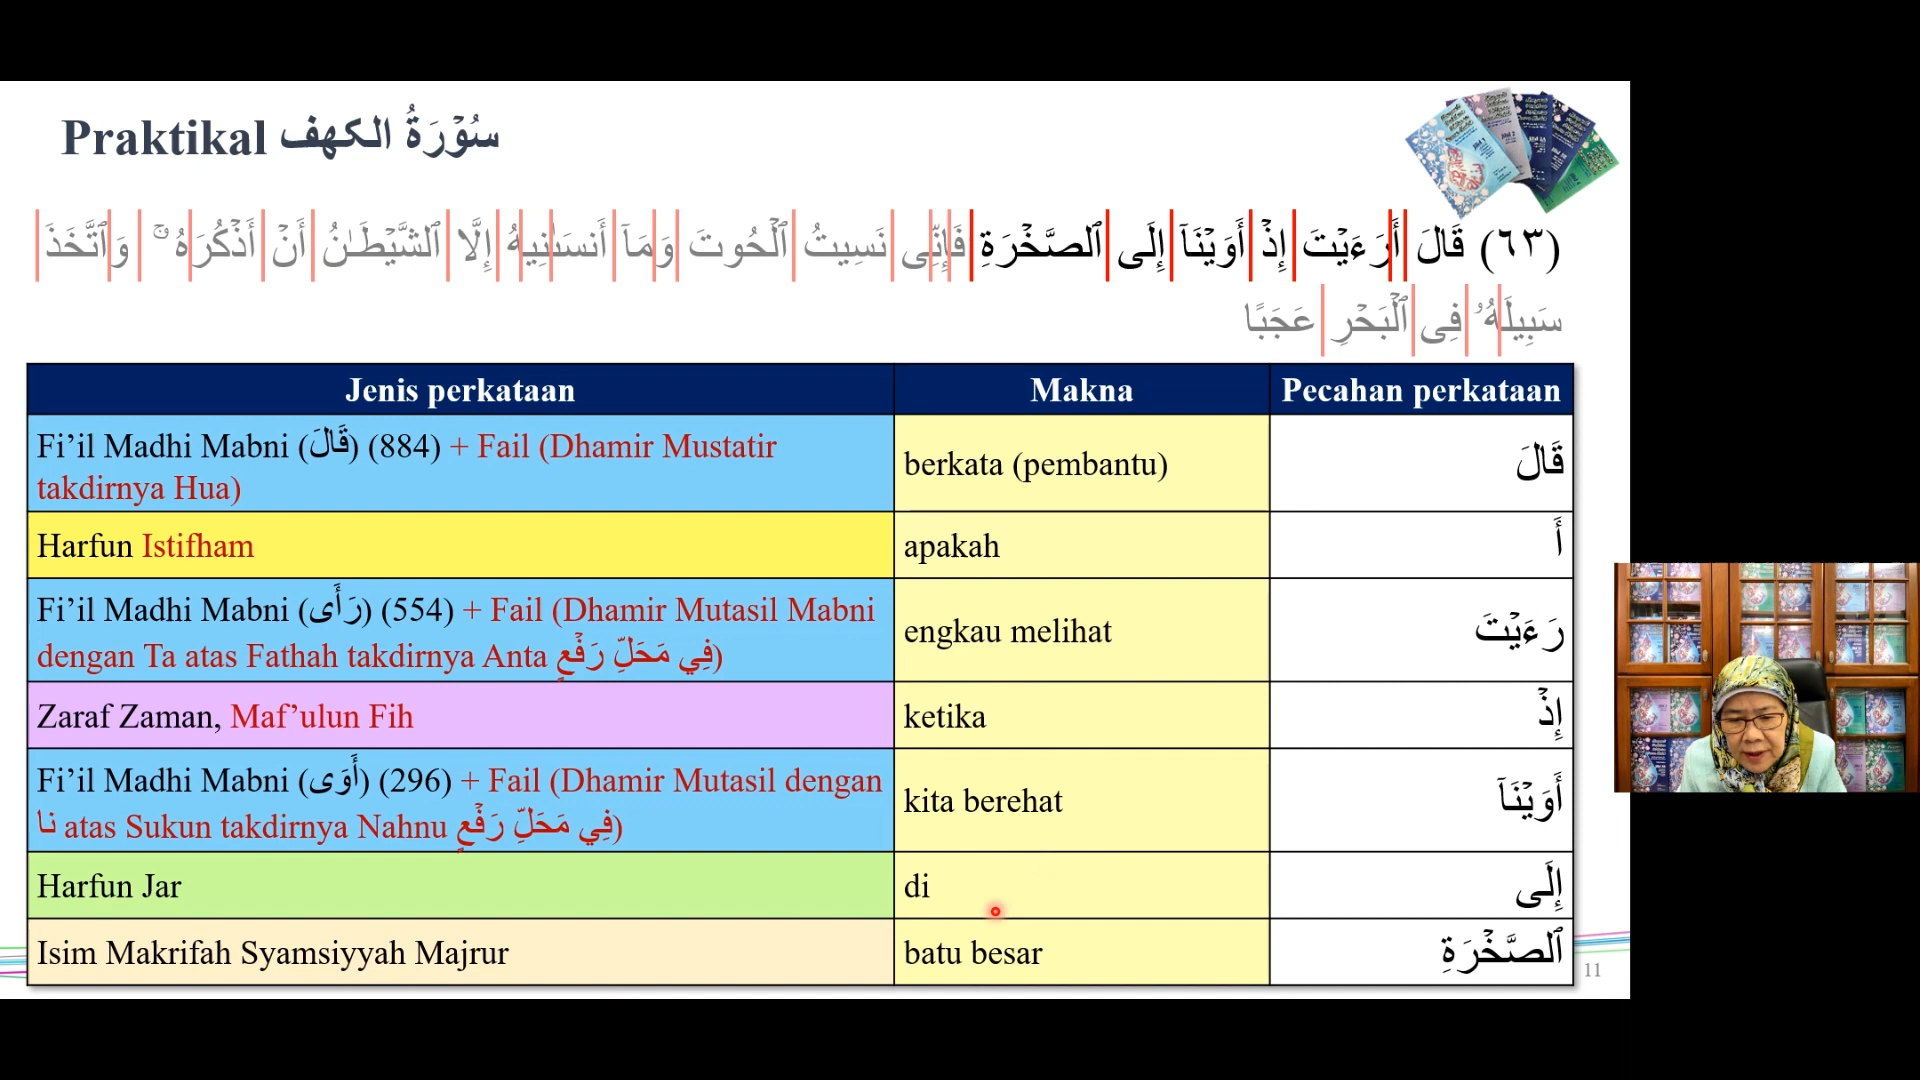 Praktikal سُوۡرَةُ الكهف
(٦٣) قَالَ أَرَءَيۡتَ إِذۡ أَوَيۡنَآ إِلَى ٱلصَّخۡرَةِ فَإِنِّى نَسِيتُ ٱلۡحُوتَ وَمَآ أَنسَىٰنِيهُ إِلَّا ٱلشَّيۡطَـٰنُ أَنۡ أَذۡكُرَهُۥ ۚ وَٱتَّخَذَ
سَبِيلَهُۥ فِى ٱلۡبَحۡرِ عَجَبًا
Jenis perkataan Makna Pecahan perkataan
Fi’il Madhi Mabni (قَالَ) (884) + Fail (Dhamir Mustatir
takdirnya Hua)
berkata (pembantu)
قَالَ
Harfun Istifham
apakah
أَ
Fi’il Madhi Mabni (رَأَى) (554) + Fail (Dhamir Mutasil Mabni
dengan Ta atas Fathah takdirnya Anta فِي مَحَلِّ رَفۡعٍ)
engkau melihat
رَءَيۡتَ
Zaraf Zaman, Maf’ulun Fih
ketika
إِذۡ
Fi’il Madhi Mabni (أَوَى) (296) + Fail (Dhamir Mutasil dengan
نا atas Sukun takdirnya Nahnu فِي مَحَلِّ رَفۡعٍ)
kita berehat
أَوَيۡنَآ
Harfun Jar
di
إِلَى
Isim Makrifah Syamsiyyah Majrur
batu besar
ٱلصَّخۡرَةِ
11